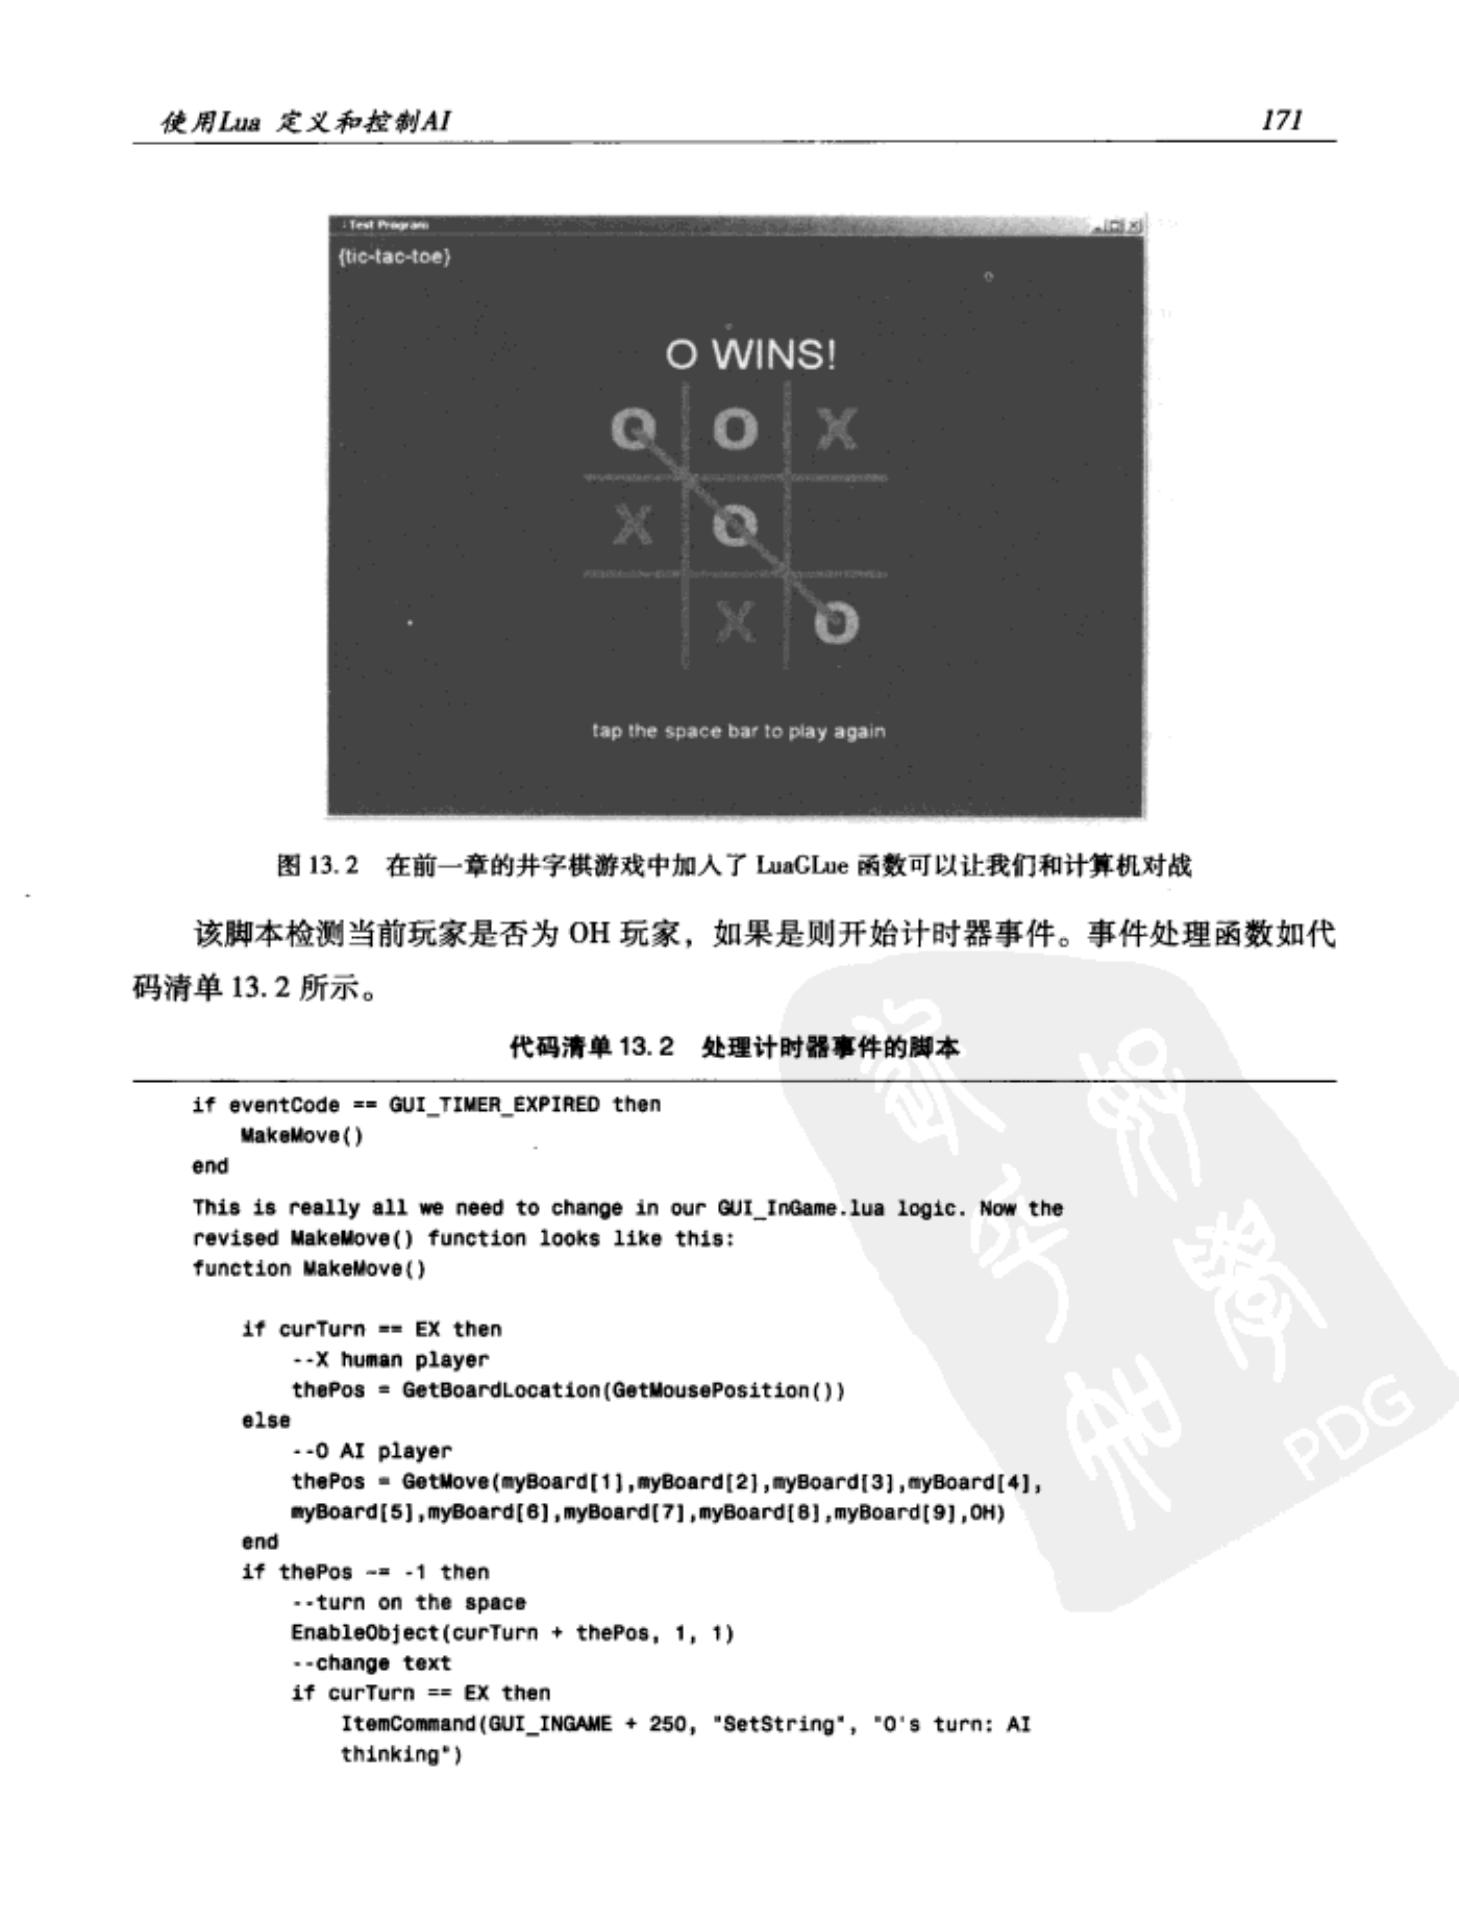 使用Lua 定义和控制AI
171
Test Program
{tic-tac-toe}
O WINS!
O O X
X O
X O
tap the space bar to play again
图 13.2 在前一章的井字棋游戏中加入了 LuaGLue 函数可以让我们和计算机对战
该脚本检测当前玩家是否为 OH 玩家，如果是则开始计时器事件。事件处理函数如代
码清单 13.2 所示。
代码清单 13.2 处理计时器事件的脚本
if eventCode == GUI_TIMER_EXPIRED then
MakeMove()
end
This is really all we need to change in our GUI_InGame.lua logic. Now the
revised MakeMove() function looks like this:
function MakeMove()
if curTurn == EX then
--X human player
thePos = GetBoardLocation(GetMousePosition())
else
--O AI player
thePos = GetMove(myBoard[1],myBoard[2],myBoard[3],myBoard[4],
myBoard[5],myBoard[6],myBoard[7],myBoard[8],myBoard[9],OH)
end
if thePos ~= -1 then
--turn on the space
EnableObject(curTurn + thePos, 1, 1)
--change text
if curTurn == EX then
ItemCommand(GUI_INGAME + 250, "SetString", "O's turn: AI
thinking")
PDG